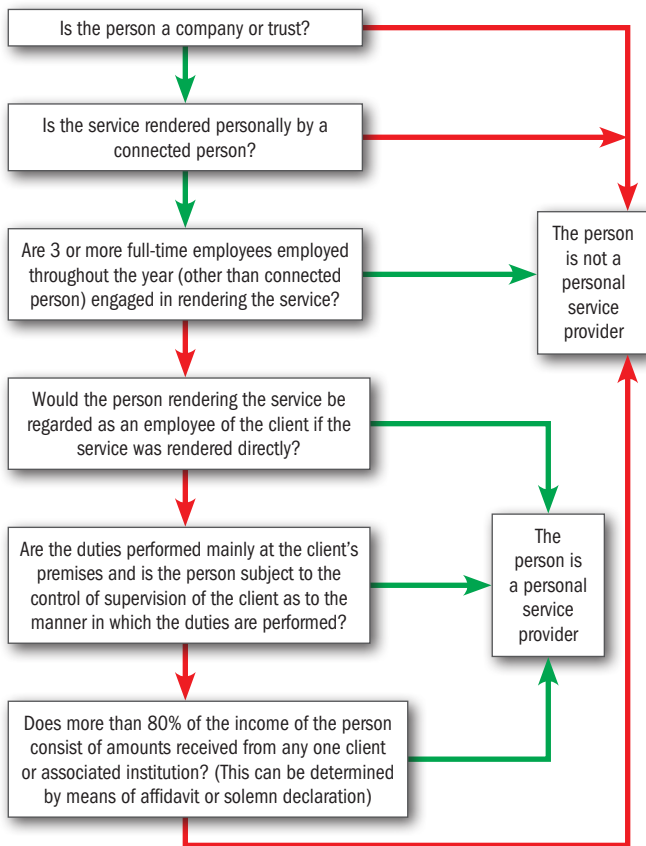 Is the person a company or trust?
Is the service rendered personally by a
connected person?
Are 3 or more full-time employees employed
throughout the year (other than connected
person) engaged in rendering the service?
The person
is not a
personal
service
provider
Would the person rendering the service be
regarded as an employee of the client if the
service was rendered directly?
Are the duties performed mainly at the client's
premises and is the person subject to the
control of supervision of the client as to the
manner in which the duties are performed?
The
person is
a personal
service
provider
Does more than 80% of the income of the person
consist of amounts received from any one client
or associated institution? (This can be determined
by means of affidavit or solemn declaration)